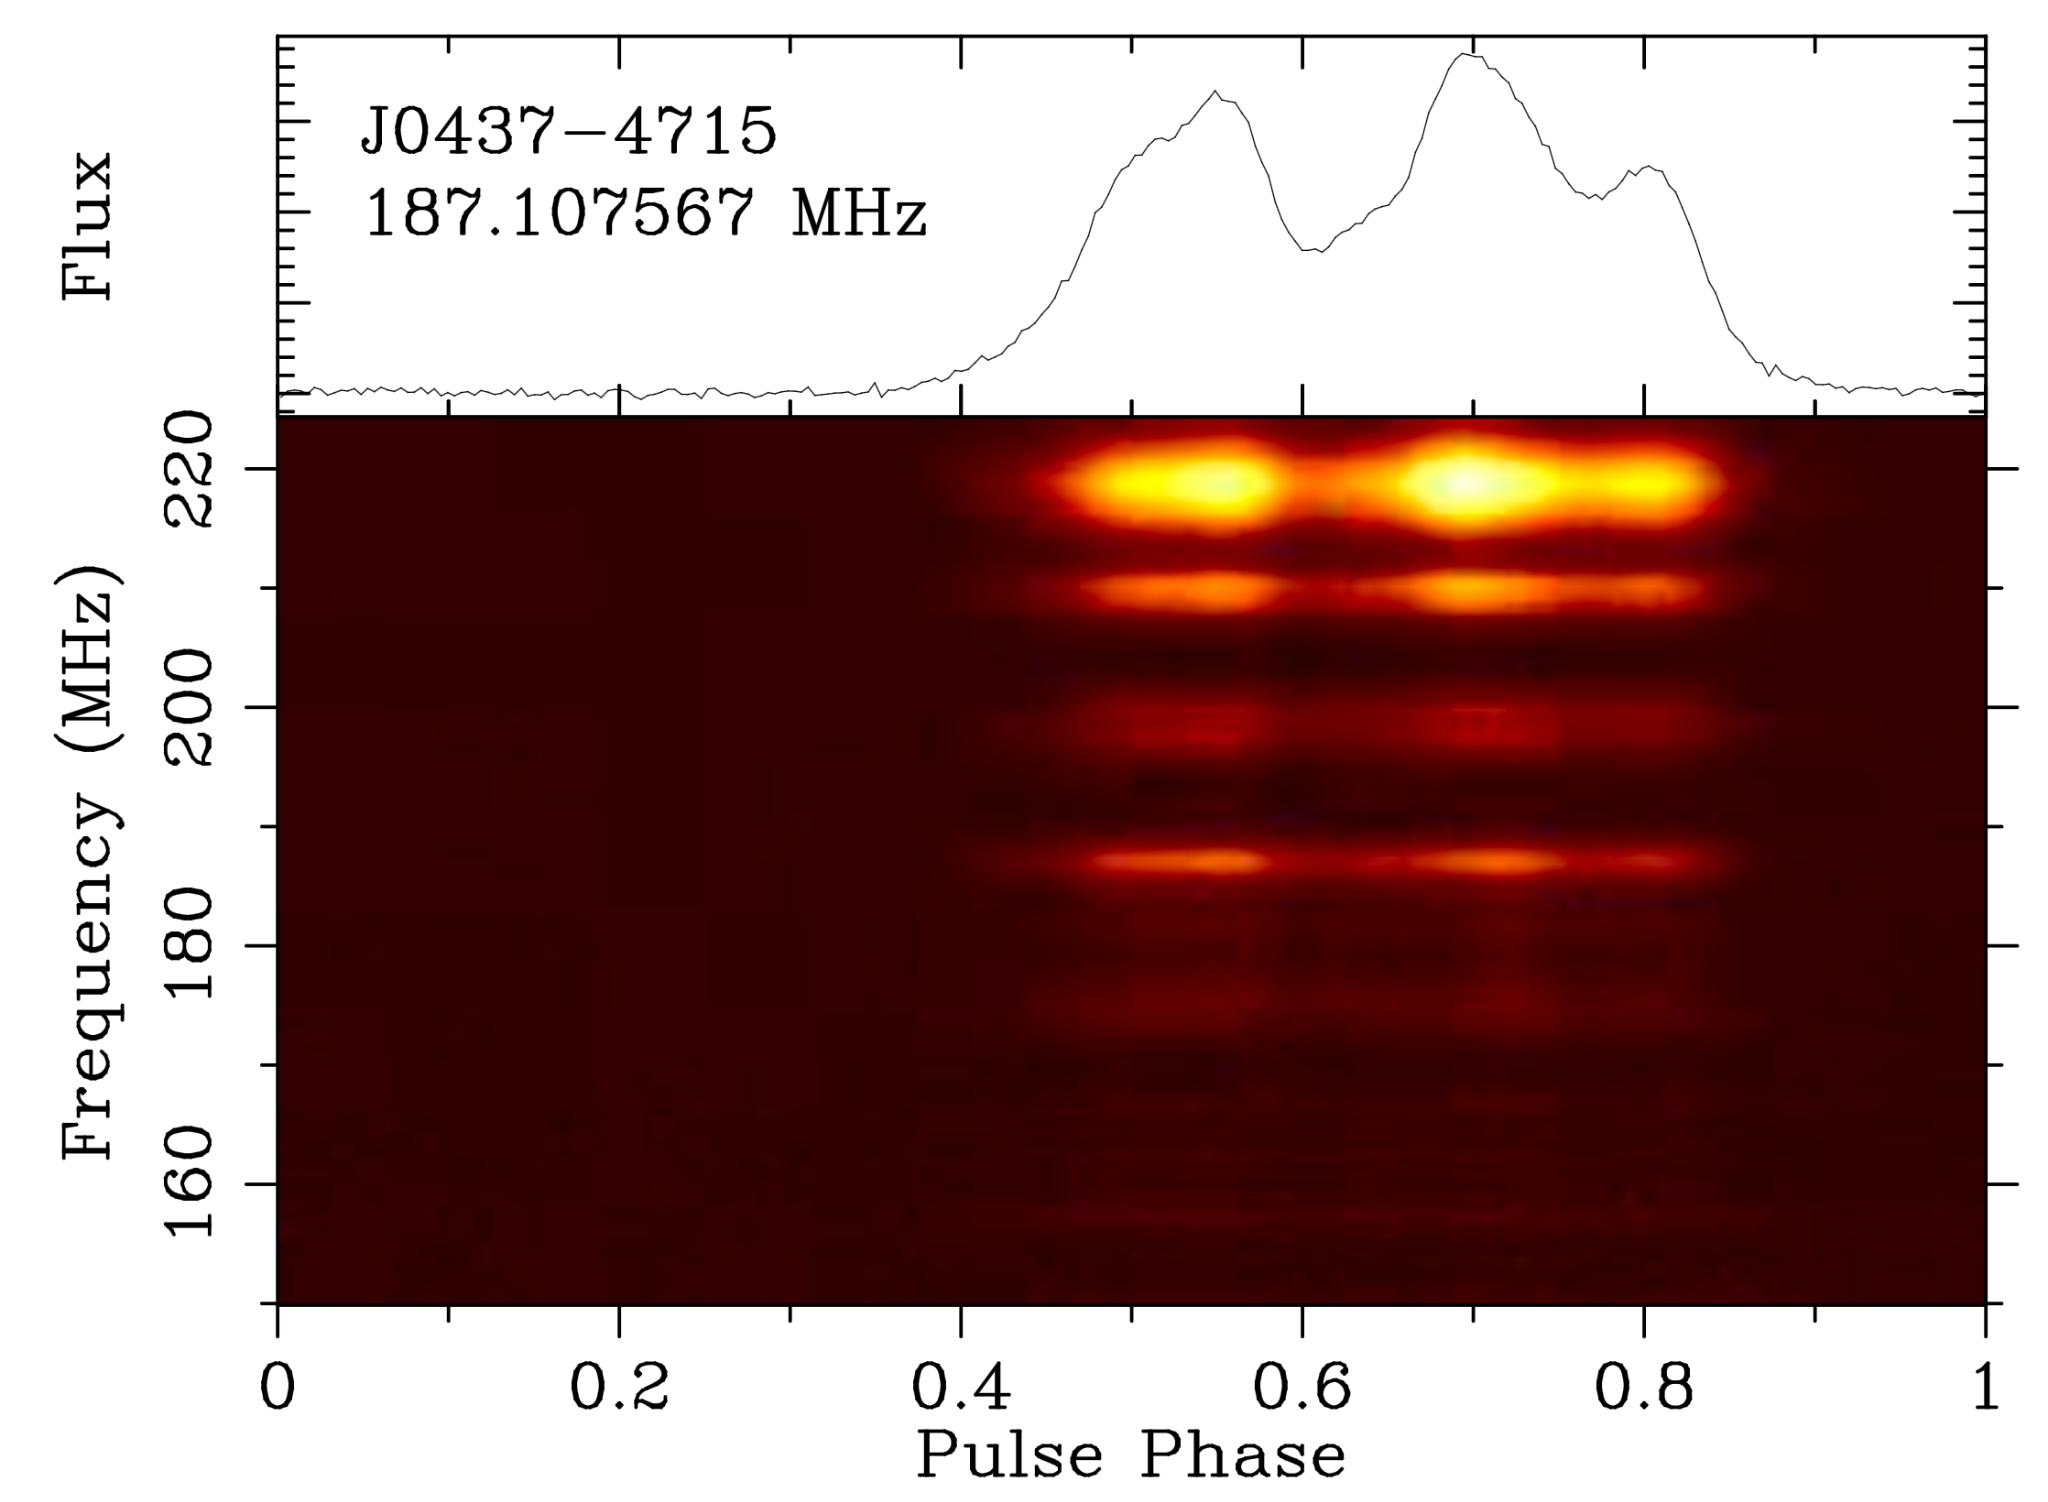 Flux
J0437-4715
187.107567 MHz
Frequency (MHz)
220
200
180
160
0 0.2 0.4 0.6 0.8 1
Pulse Phase